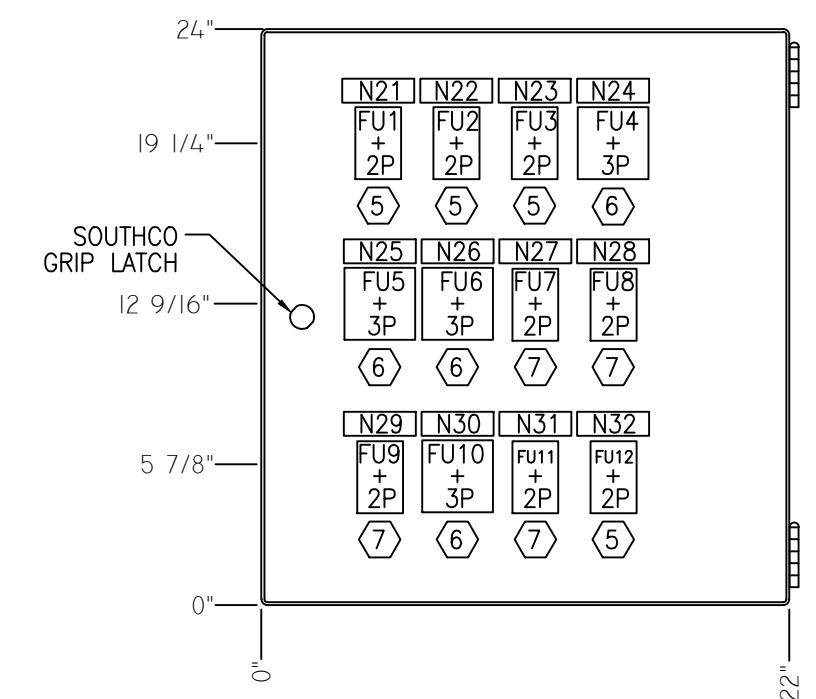 24"
N21 N22 N23 N24
FU1 FU2 FU3 FU4
+ + + +
19 1/4"
2P 2P 2P 3P
5 5 5 6
SOUTHCO
GRIP LATCH
N25 N26 N27 N28
FU5 FU6 FU7 FU8
+ + + +
12 9/16"
3P 3P 2P 2P
6 6 7 7
N29 N30 N31 N32
FU9 FU10 FU11 FU12
+ + + +
5 7/8"
2P 3P 2P 2P
7 6 7 5
0"
0"
22"